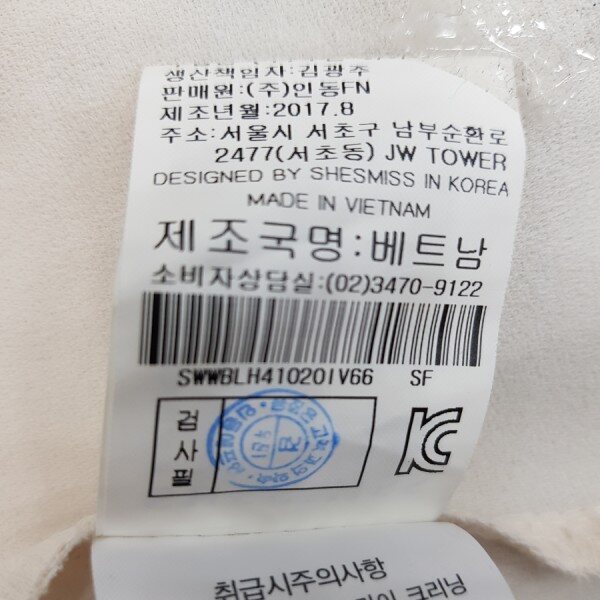 생산책임자:김광주
판매원:(주)인동FN
제조년월:2017.8
주소:서울시 서초구 남부순환로
2477(서초동) JW TOWER
DESIGNED BY SHESMISS IN KOREA
MADE IN VIETNAM
제조국명:베트남
소비자상담실:(02)3470-9122
SWWBLH41020IV66 SF
검사필
KC
취급시주의사항
크리닝